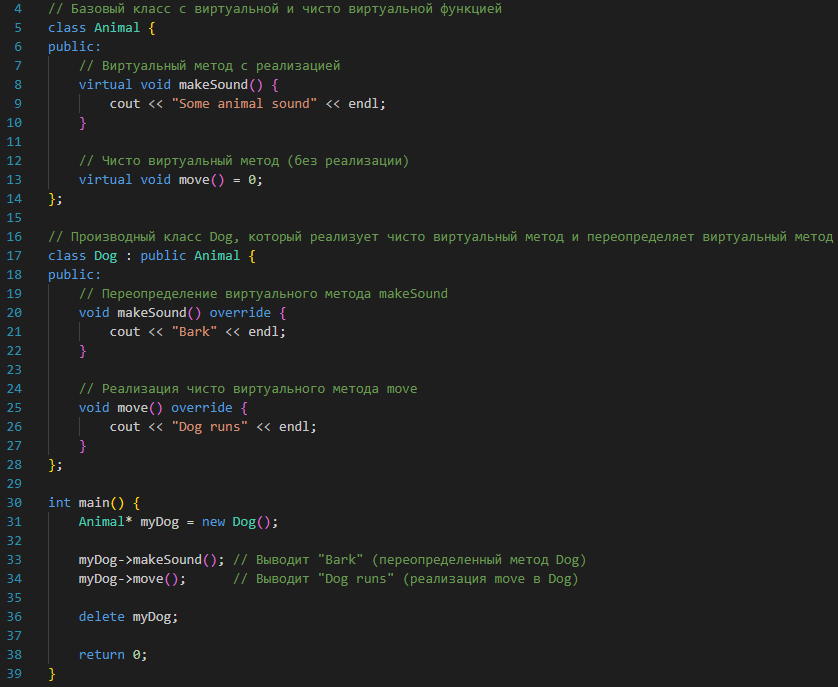 4 // Базовый класс с виртуальной и чисто виртуальной функцией
5 class Animal {
6 public:
7     // Виртуальный метод с реализацией
8     virtual void makeSound() {
9         cout << "Some animal sound" << endl;
10     }
11
12     // Чисто виртуальный метод (без реализации)
13     virtual void move() = 0;
14 };
15
16 // Производный класс Dog, который реализует чисто виртуальный метод и переопределяет виртуальный метод
17 class Dog : public Animal {
18 public:
19     // Переопределение виртуального метода makeSound
20     void makeSound() override {
21         cout << "Bark" << endl;
22     }
23
24     // Реализация чисто виртуального метода move
25     void move() override {
26         cout << "Dog runs" << endl;
27     }
28 };
29
30 int main() {
31     Animal* myDog = new Dog();
32
33     myDog->makeSound(); // Выводит "Bark" (переопределенный метод Dog)
34     myDog->move();      // Выводит "Dog runs" (реализация move в Dog)
35
36     delete myDog;
37
38     return 0;
39 }